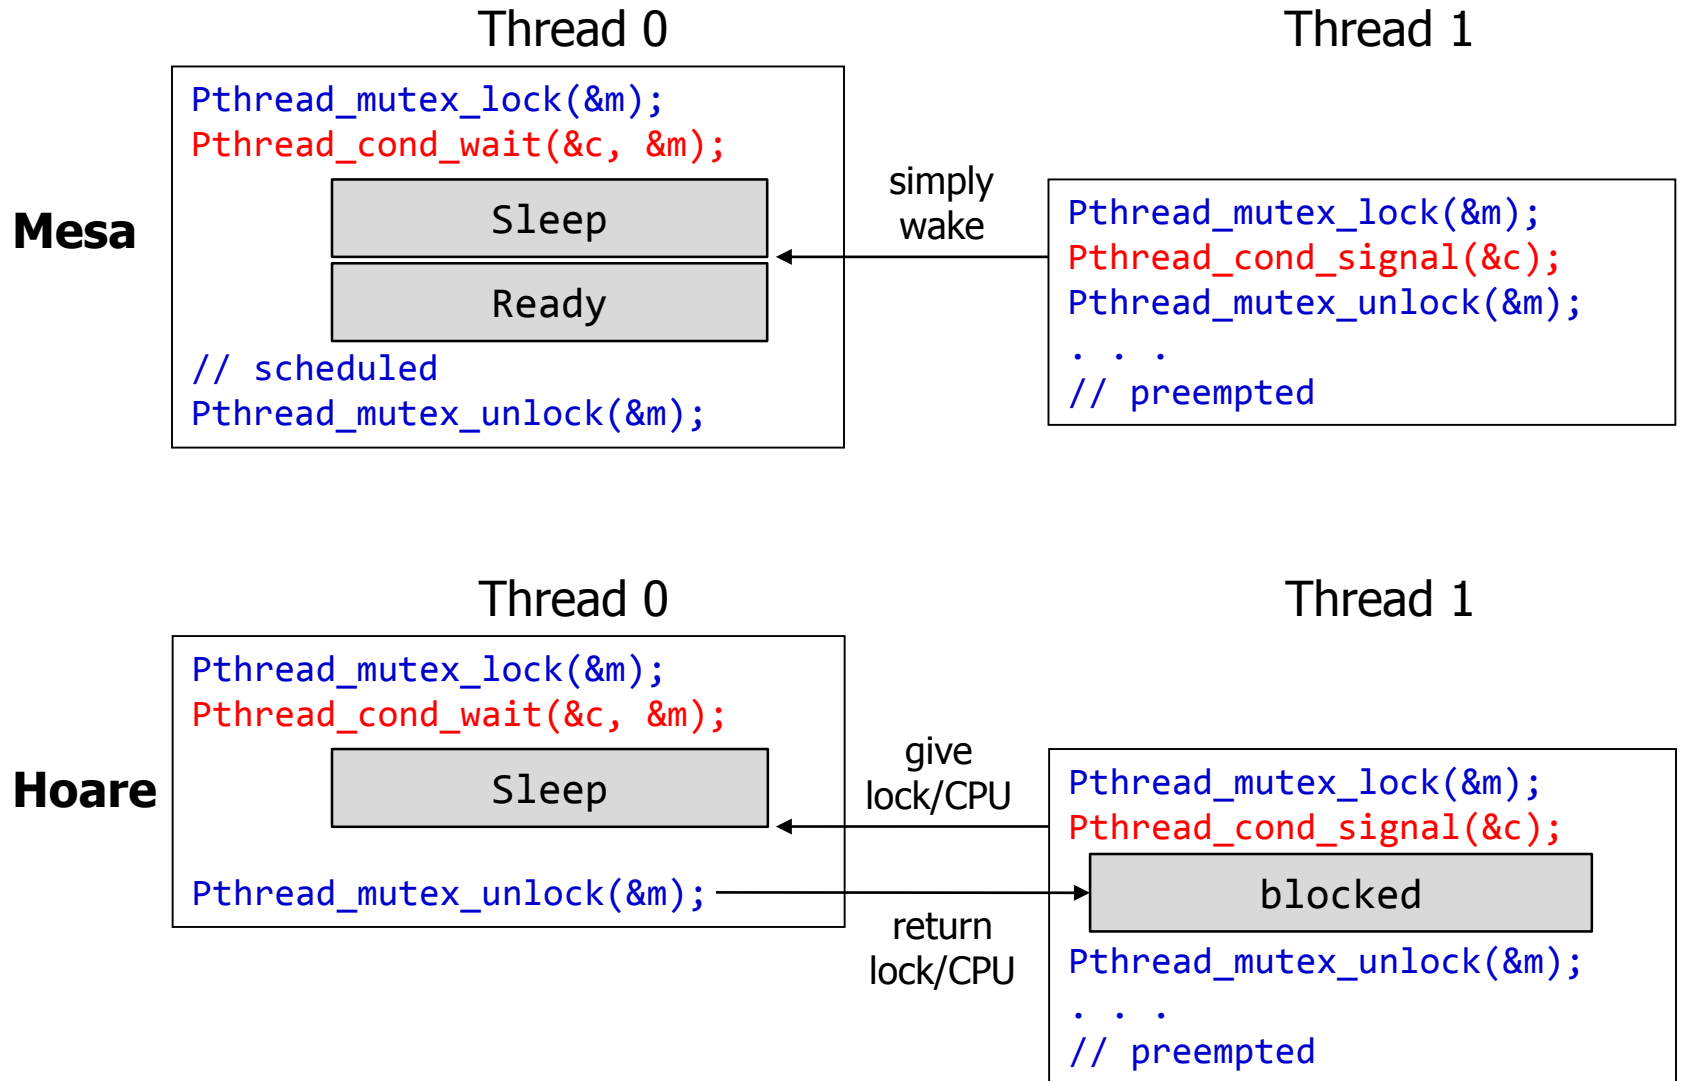 Thread 0
Thread 1
Mesa
Pthread_mutex_lock(&m);
Pthread_cond_wait(&c, &m);
Sleep
Ready
// scheduled
Pthread_mutex_unlock(&m);
simply
wake
Pthread_mutex_lock(&m);
Pthread_cond_signal(&c);
Pthread_mutex_unlock(&m);
. . .
// preempted
Thread 0
Thread 1
Hoare
Pthread_mutex_lock(&m);
Pthread_cond_wait(&c, &m);
Sleep
Pthread_mutex_unlock(&m);
give
lock/CPU
return
lock/CPU
Pthread_mutex_lock(&m);
Pthread_cond_signal(&c);
blocked
Pthread_mutex_unlock(&m);
. . .
// preempted